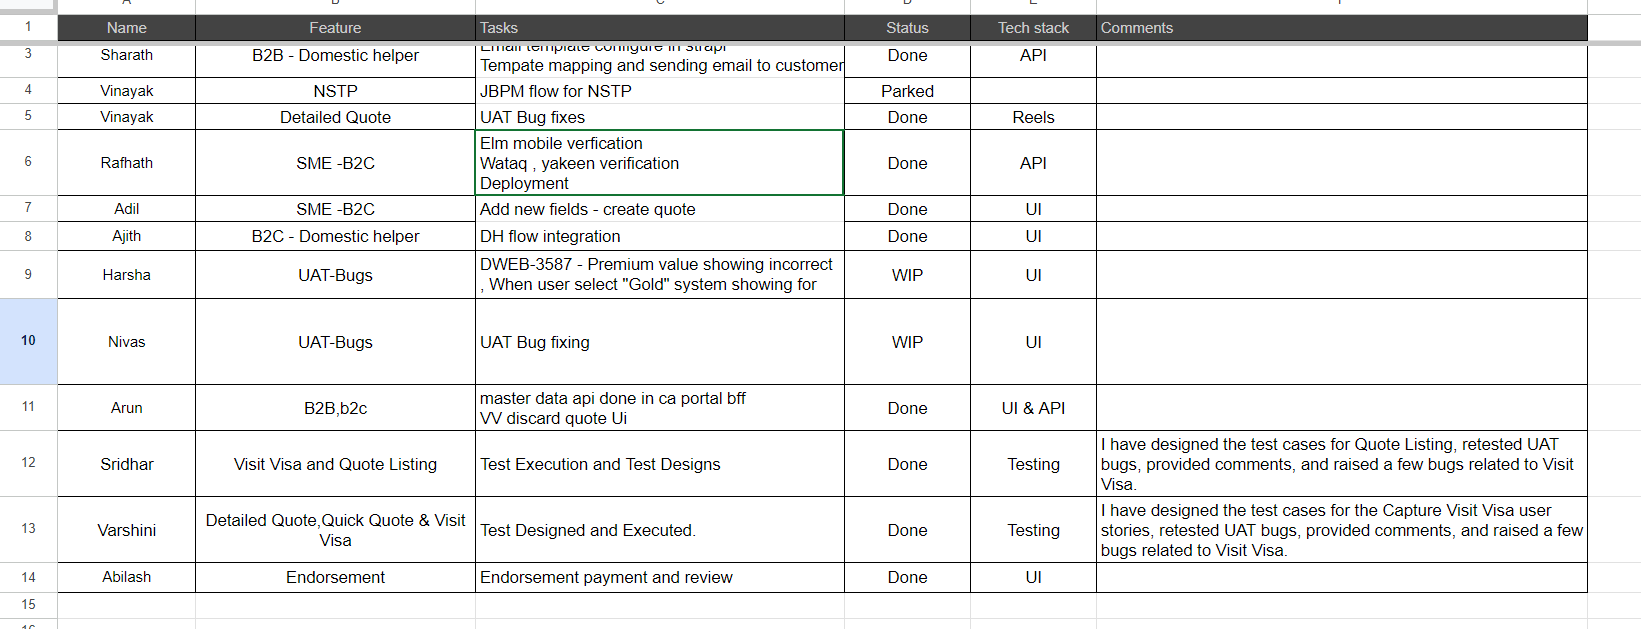 1 Name Feature Tasks Status Tech stack Comments
Email template configure in strapi
3 Sharath B2B - Domestic helper Tempate mapping and sending email to customer Done API
4 Vinayak NSTP JBPM flow for NSTP Parked
5 Vinayak Detailed Quote UAT Bug fixes Done Reels
6 Rafhath SME -B2C Elm mobile verfication
Wataq , yakeen verification
Deployment
Done API
7 Adil SME -B2C Add new fields - create quote Done UI
8 Ajith B2C - Domestic helper DH flow integration Done UI
9 Harsha UAT-Bugs DWEB-3587 - Premium value showing incorrect
, When user select "Gold" system showing for
WIP UI
10 Nivas UAT-Bugs UAT Bug fixing WIP UI
11 Arun B2B,b2c master data api done in ca portal bff
VV discard quote Ui
Done UI & API
12 Sridhar Visit Visa and Quote Listing Test Execution and Test Designs Done Testing
I have designed the test cases for Quote Listing, retested UAT
bugs, provided comments, and raised a few bugs related to Visit
Visa.
13 Varshini Detailed Quote,Quick Quote & Visit
Visa
Test Designed and Executed. Done Testing
I have designed the test cases for the Capture Visit Visa user
stories, retested UAT bugs, provided comments, and raised a few
bugs related to Visit Visa.
14 Abilash Endorsement Endorsement payment and review Done UI
15